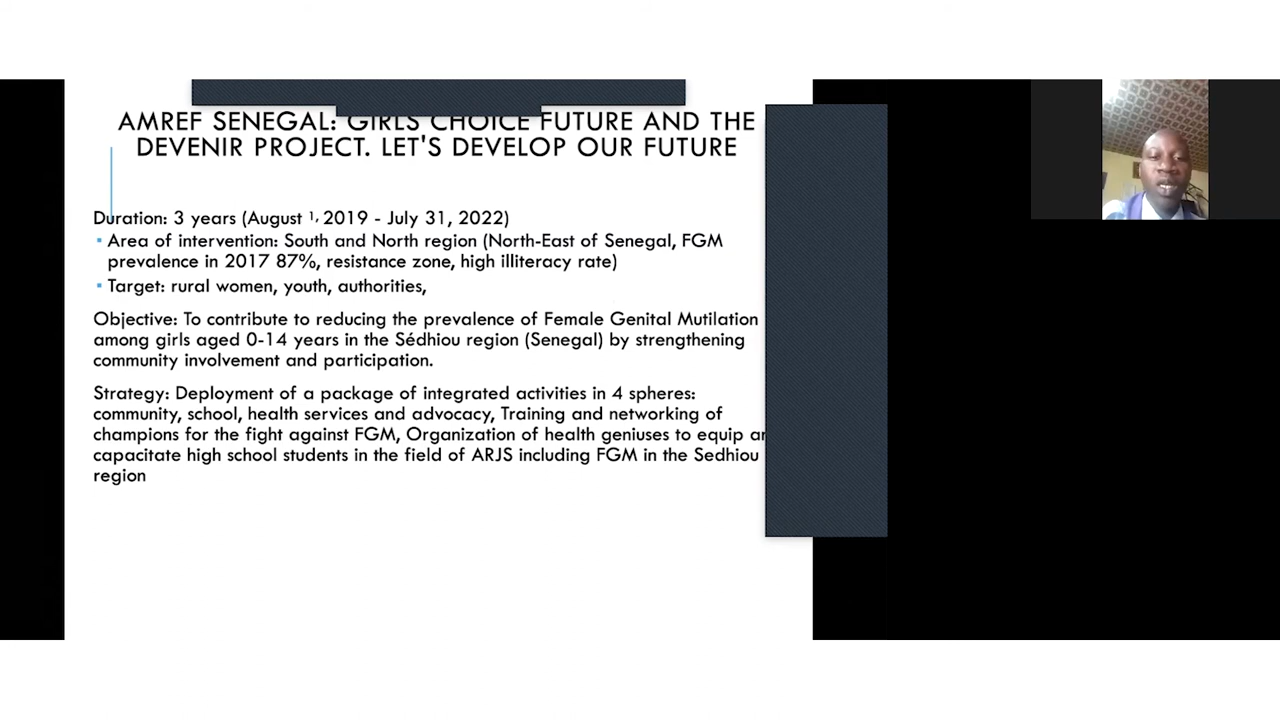 AMREF SENEGAL: GIRLS CHOICE FUTURE AND THE
DEVENIR PROJECT. LET'S DEVELOP OUR FUTURE
Duration: 3 years (August 1, 2019 - July 31, 2022)
▪ Area of intervention: South and North region (North-East of Senegal, FGM
prevalence in 2017 87%, resistance zone, high illiteracy rate)
▪ Target: rural women, youth, authorities,
Objective: To contribute to reducing the prevalence of Female Genital Mutilation
among girls aged 0-14 years in the Sédhiou region (Senegal) by strengthening
community involvement and participation.
Strategy: Deployment of a package of integrated activities in 4 spheres:
community, school, health services and advocacy, Training and networking of
champions for the fight against FGM, Organization of health geniuses to equip
capacitate high school students in the field of ARJS including FGM in the Sedhiou
region